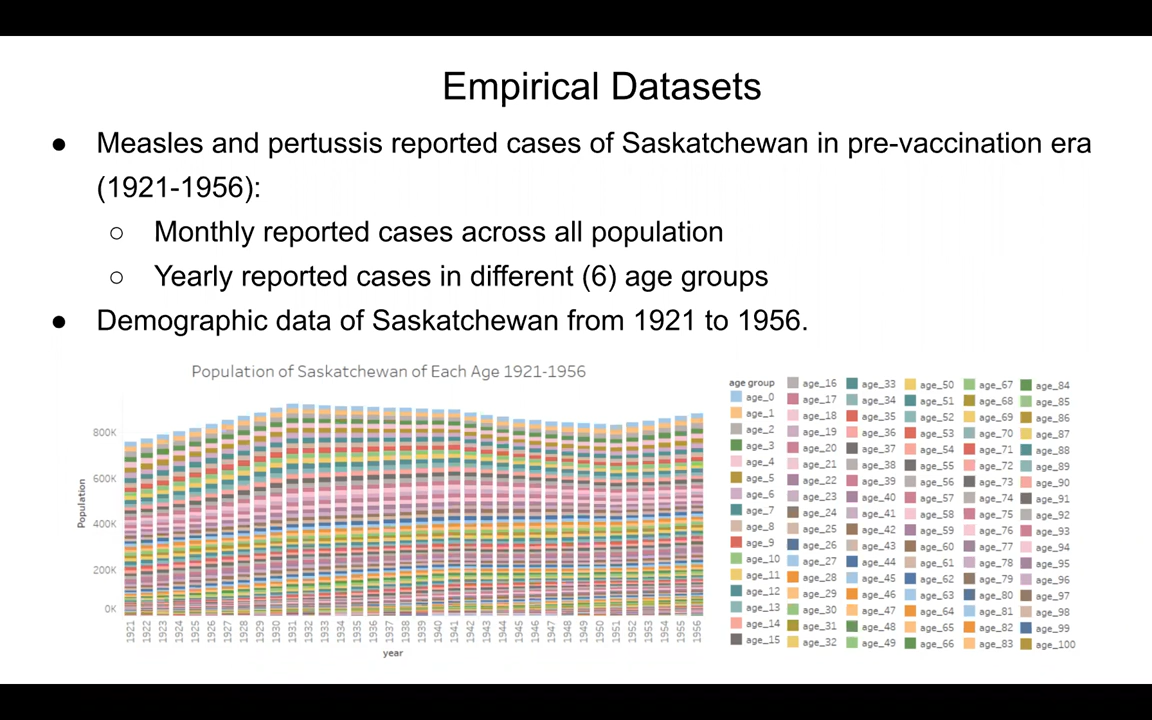 Empirical Datasets
● Measles and pertussis reported cases of Saskatchewan in pre-vaccination era
(1921-1956):
○ Monthly reported cases across all population
○ Yearly reported cases in different (6) age groups
● Demographic data of Saskatchewan from 1921 to 1956.
Population of Saskatchewan of Each Age 1921-1956
Population
800K
600K
400K
200K
0K
1921 1922 1923 1924 1925 1926 1927 1928 1929 1930 1931 1932 1933 1934 1935 1936 1937 1938 1939 1940 1941 1942 1943 1944 1945 1946 1947 1948 1949 1950 1951 1952 1953 1954 1955 1956
year
age group
age_0
age_1
age_2
age_3
age_4
age_5
age_6
age_7
age_8
age_9
age_10
age_11
age_12
age_13
age_14
age_15
age_16
age_17
age_18
age_19
age_20
age_21
age_22
age_23
age_24
age_25
age_26
age_27
age_28
age_29
age_30
age_31
age_32
age_33
age_34
age_35
age_36
age_37
age_38
age_39
age_40
age_41
age_42
age_43
age_44
age_45
age_46
age_47
age_48
age_49
age_50
age_51
age_52
age_53
age_54
age_55
age_56
age_57
age_58
age_59
age_60
age_61
age_62
age_63
age_64
age_65
age_66
age_67
age_68
age_69
age_70
age_71
age_72
age_73
age_74
age_75
age_76
age_77
age_78
age_79
age_80
age_81
age_82
age_83
age_84
age_85
age_86
age_87
age_88
age_89
age_90
age_91
age_92
age_93
age_94
age_95
age_96
age_97
age_98
age_99
age_100